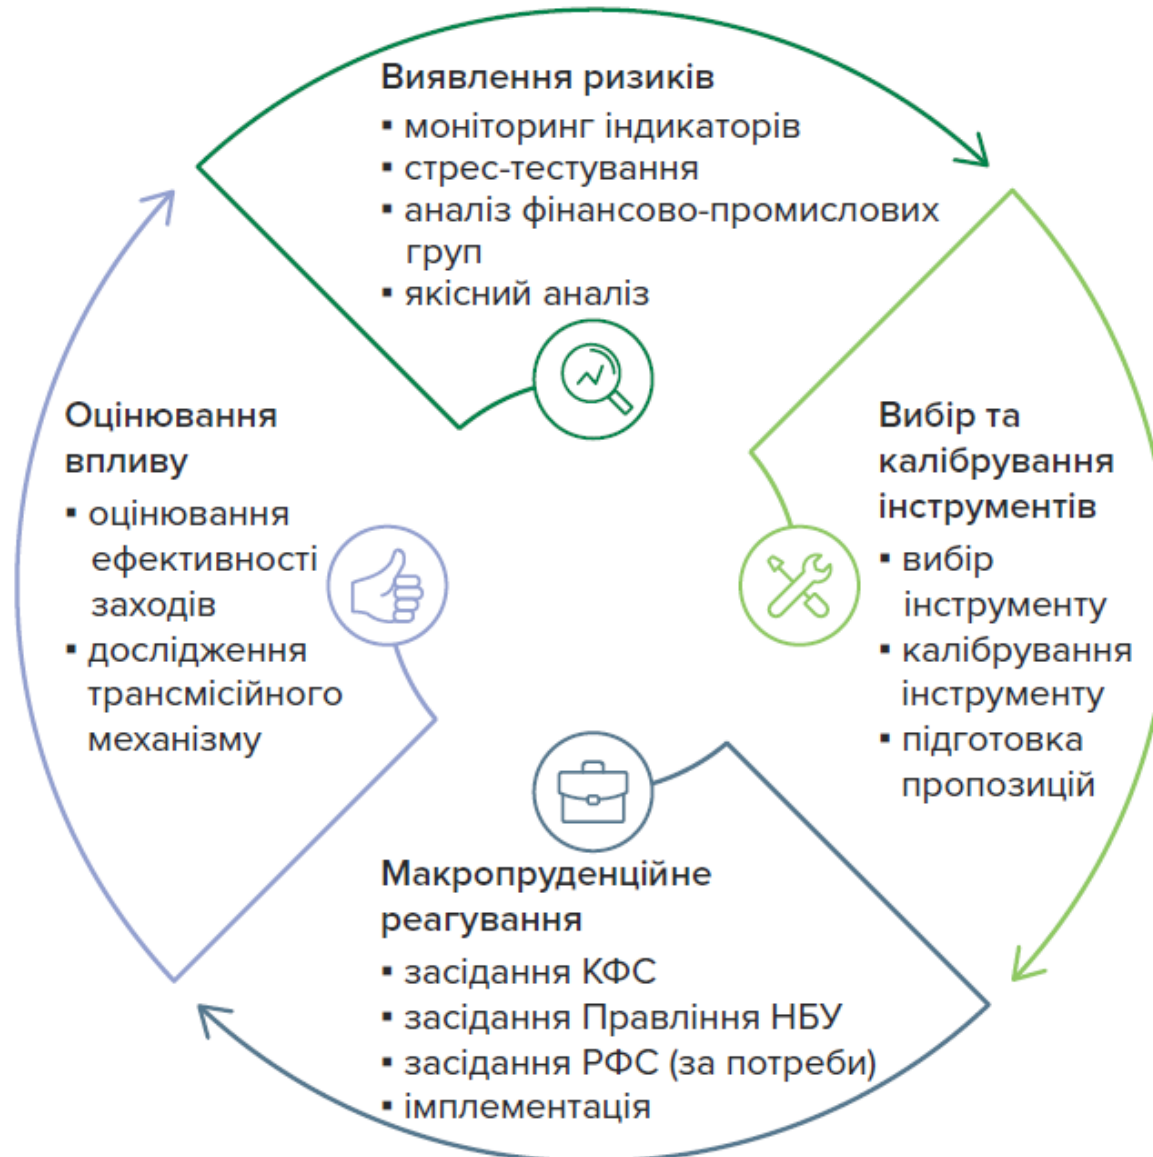 Виявлення ризиків
▪ моніторинг індикаторів
▪ стрес-тестування
▪ аналіз фінансово-промислових
груп
▪ якісний аналіз
Вибір та
калібрування
інструментів
▪ вибір
інструменту
▪ калібрування
інструменту
▪ підготовка
пропозицій
Макропруденційне
реагування
▪ засідання КФС
▪ засідання Правління НБУ
▪ засідання РФС (за потреби)
▪ імплементація
Оцінювання
впливу
▪ оцінювання
ефективності
заходів
▪ дослідження
трансмісійного
механізму